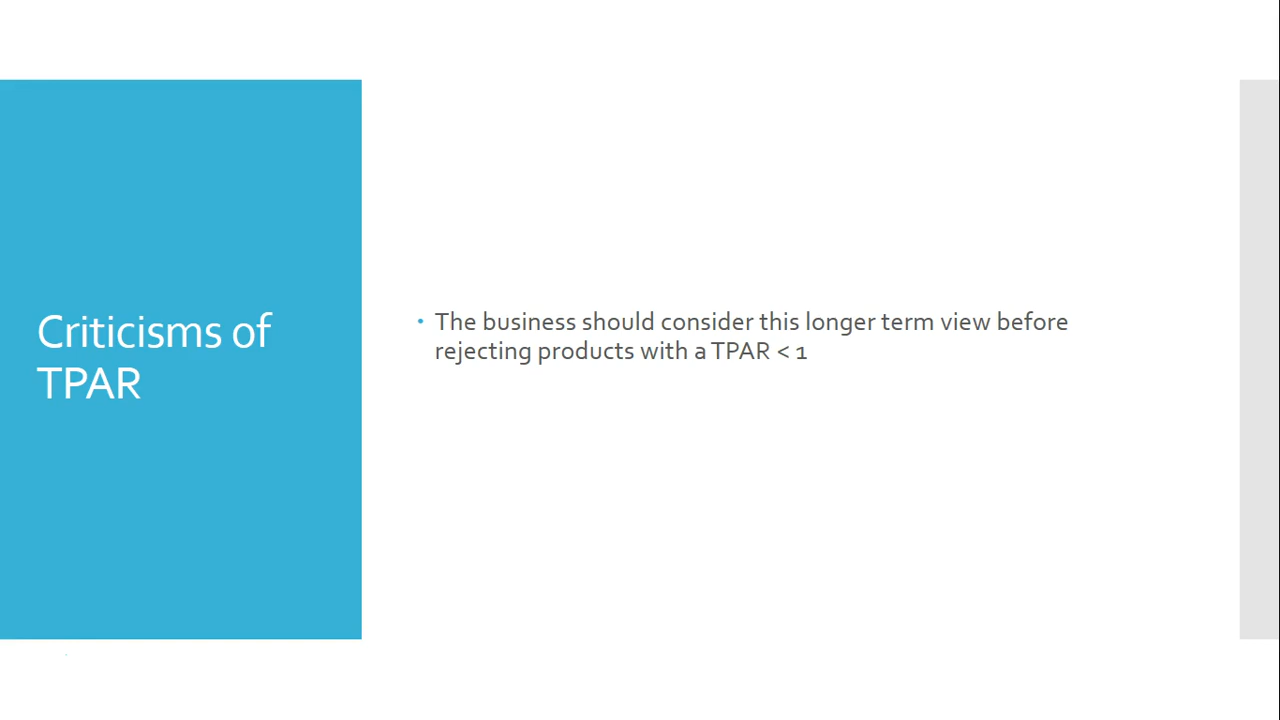 Criticisms of
TPAR
• The business should consider this longer term view before
rejecting products with a TPAR < 1